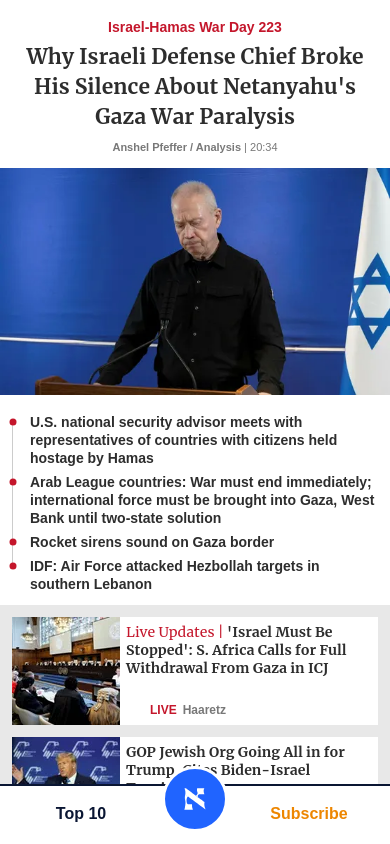 Israel-Hamas War Day 223
Why Israeli Defense Chief Broke
His Silence About Netanyahu's
Gaza War Paralysis
Anshel Pfeffer / Analysis | 20:34
U.S. national security advisor meets with
representatives of countries with citizens held
hostage by Hamas
Arab League countries: War must end immediately;
international force must be brought into Gaza, West
Bank until two-state solution
Rocket sirens sound on Gaza border
IDF: Air Force attacked Hezbollah targets in
southern Lebanon
Live Updates | 'Israel Must Be
Stopped': S. Africa Calls for Full
Withdrawal From Gaza in ICJ
LIVE Haaretz
GOP Jewish Org Going All in for
Trump, Cites Biden-Israel
Top 10
Subscribe